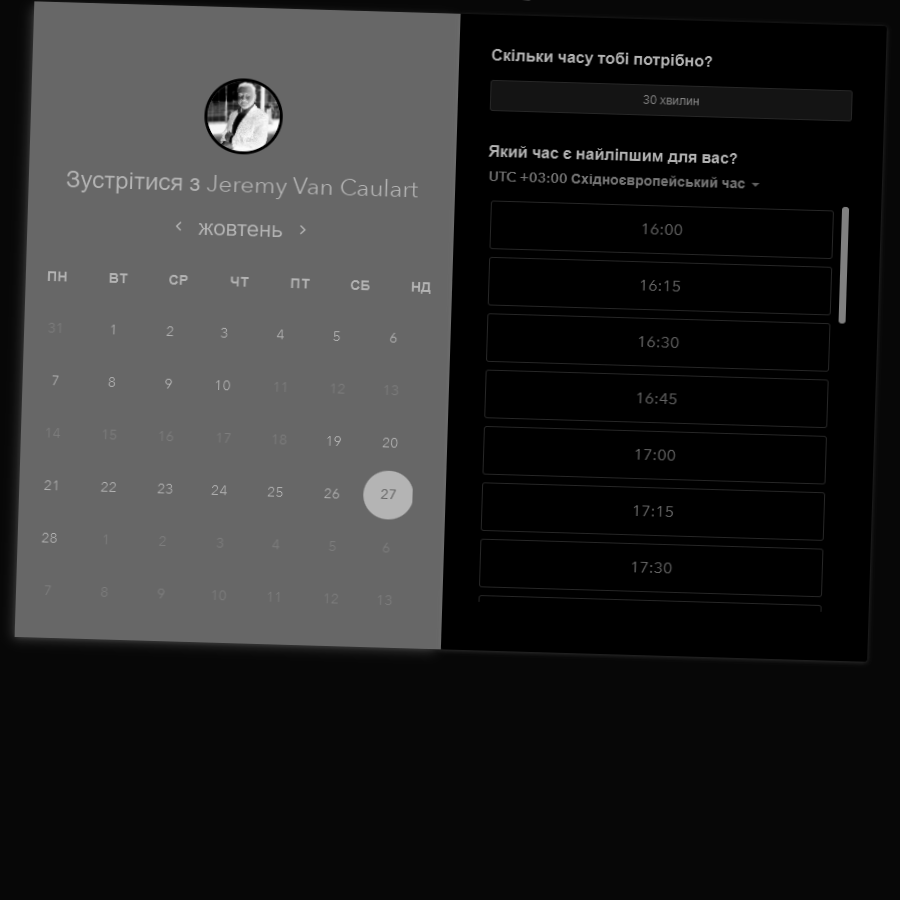 Зустрітися з Jeremy Van Caulart
жовтень
ПН ВТ СР ЧТ ПТ СБ НД
31 1 2 3 4 5 6
7 8 9 10 11 12 13
14 15 16 17 18 19 20
21 22 23 24 25 26 27
28 1 2 3 4 5 6
7 8 9 10 11 12 13
Скільки часу тобі потрібно?
30 хвилин
Який час є найліпшим для вас?
UTC +03:00 Східноєвропейський час
16:00
16:15
16:30
16:45
17:00
17:15
17:30